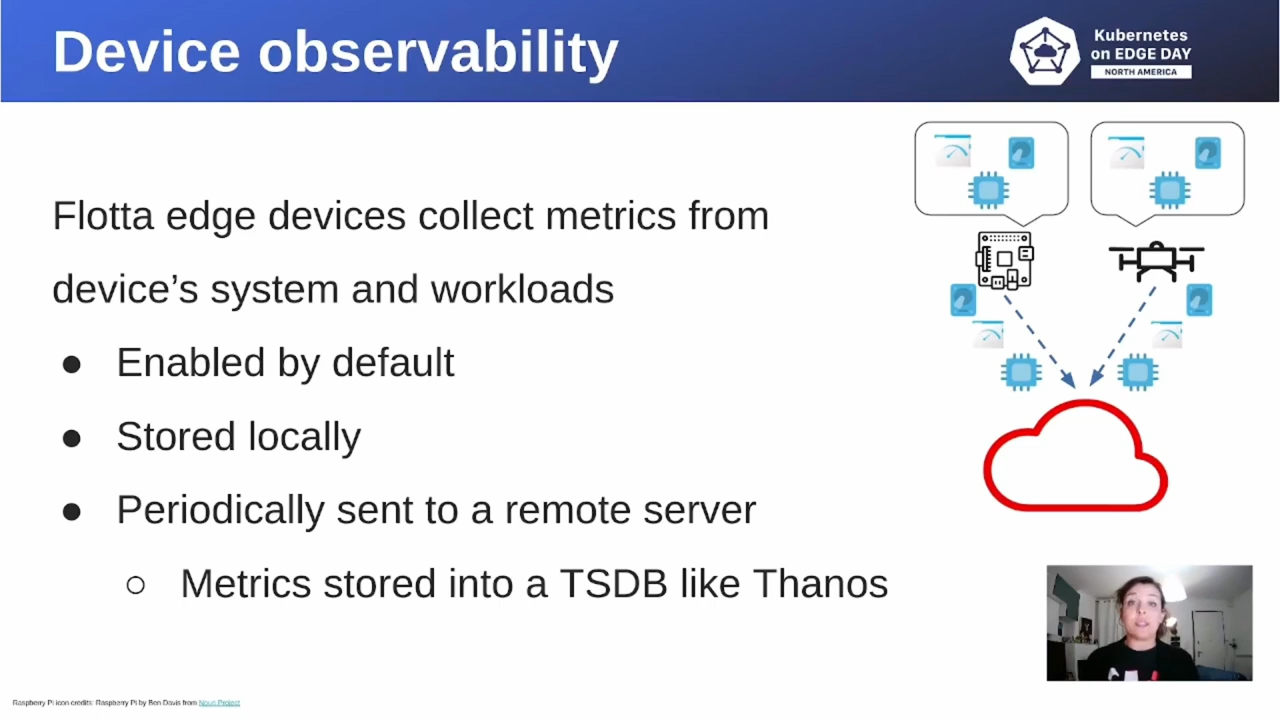 Device observability
Kubernetes
on EDGE DAY
NORTH AMERICA
Flotta edge devices collect metrics from
device’s system and workloads
● Enabled by default
● Stored locally
● Periodically sent to a remote server
○ Metrics stored into a TSDB like Thanos
Raspberry Pi icon credits: Raspberry Pi by Ben Davis from Noun Project